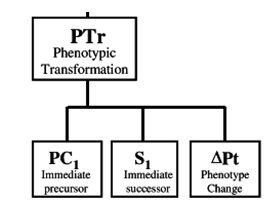 PTr
Phenotypic
Transformation
PC₁
Immediate
precursor
S₁
Immediate
successor
ΔPt
Phenotype
Change